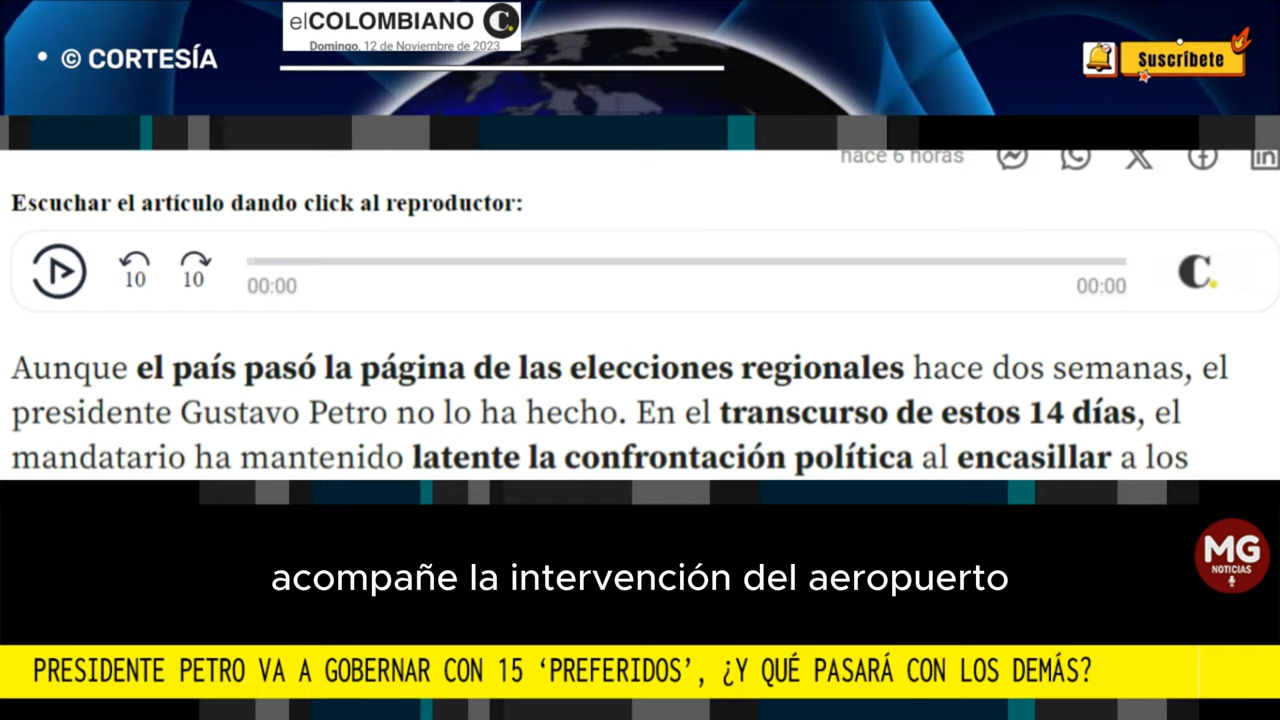 elCOLOMBIANO C.
Domingo, 12 de Noviembre de 2023
• © CORTESÍA
Suscríbete
hace 6 horas
Escuchar el artículo dando click al reproductor:
10 10
00:00 00:00
C.
Aunque el país pasó la página de las elecciones regionales hace dos semanas, el
presidente Gustavo Petro no lo ha hecho. En el transcurso de estos 14 días, el
mandatario ha mantenido latente la confrontación política al encasillar a los
MG
NOTICIAS
acompañe la intervención del aeropuerto
PRESIDENTE PETRO VA A GOBERNAR CON 15 ‘PREFERIDOS’, ¿Y QUÉ PASARÁ CON LOS DEMÁS?